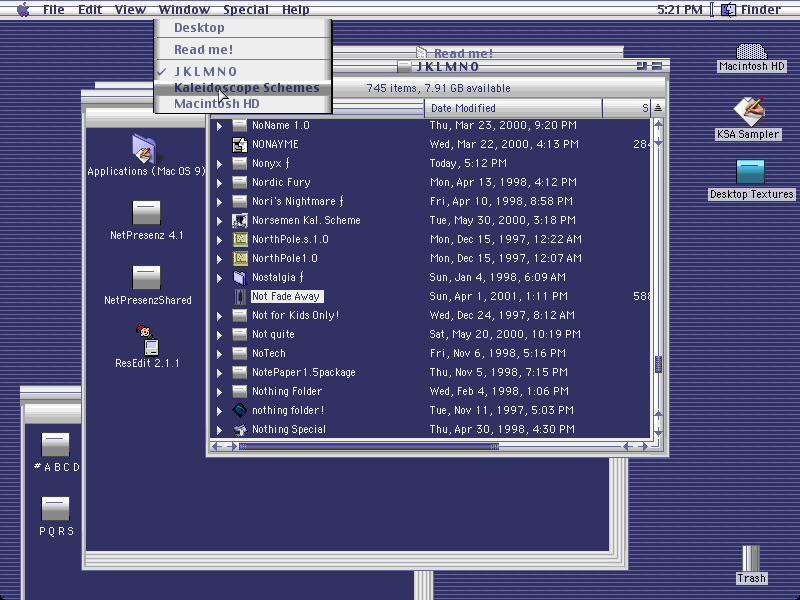 File Edit View Window Special Help 5:21 PM Finder
Desktop
Read me!
✓ J K L M N O
Kaleidoscope Schemes
Macintosh HD
Read me!
J K L M N O
745 items, 7.91 GB available
Date Modified S
NoName 1.0 Thu, Mar 23, 2000, 9:20 PM
NONAYME Wed, Mar 22, 2000, 4:13 PM 284
Nonyx ƒ Today, 5:12 PM
Nordic Fury Mon, Apr 13, 1998, 4:12 PM
Nori's Nightmare ƒ Fri, Apr 10, 1998, 8:58 PM
Norsemen Kal. Scheme Tue, May 30, 2000, 3:18 PM
NorthPole.s.1.0 Mon, Dec 15, 1997, 12:22 AM
NorthPole1.0 Mon, Dec 15, 1997, 12:07 AM
Nostalgia ƒ Sun, Jan 4, 1998, 6:09 AM
Not Fade Away Sun, Apr 1, 2001, 1:11 PM 588
Not for Kids Only! Wed, Dec 24, 1997, 8:12 AM
Not quite Sat, May 20, 2000, 10:19 PM
NoTech Fri, Nov 6, 1998, 5:16 PM
NotePaper1.5package Thu, Nov 5, 1998, 7:15 PM
Nothing Folder Wed, Feb 4, 1998, 1:06 PM
nothing folder! Tue, Nov 11, 1997, 5:03 PM
Nothing Special Thu, Apr 30, 1998, 4:30 PM
Applications (Mac OS 9)
NetPresenz 4.1
NetPresenzShared
ResEdit 2.1.1
# A B C D
P Q R S
Macintosh HD
KSA Sampler
Desktop Textures
Trash